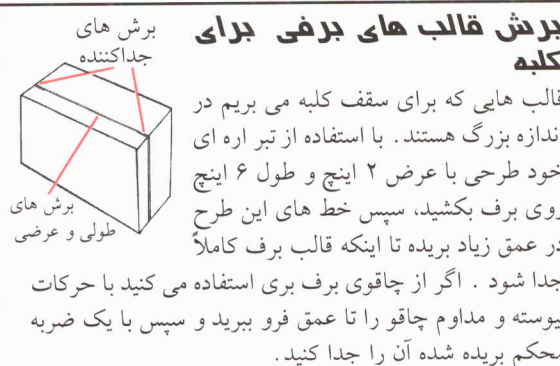 برش قالب های برفی برای
کلبه
قالب هایی که برای سقف کلبه می بریم در
اندازه بزرگ هستند. با استفاده از تبر اره ای
خود طرحی با عرض ۲ اینچ و طول ۶ اینچ
روی برف بکشید، سپس خط های این طرح
در عمق زیاد بریده تا اینکه قالب برف کاملاً
جدا شود . اگر از چاقوی برف بری استفاده می کنید با حرکات
پیوسته و مداوم چاقو را تا عمق فرو ببرید و سپس با یک ضربه
محکم بریده شده آن را جدا کنید.
برش های
جداکننده
برش های
طولی و عرضی